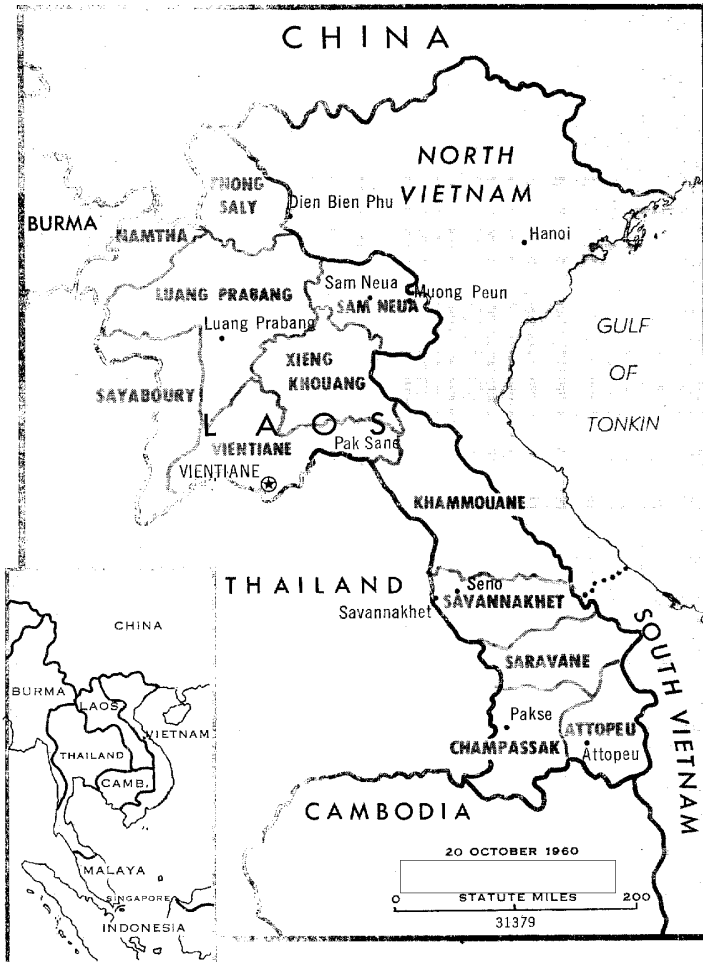 CHINA
NORTH
VIETNAM
PHONG
SALY
Dien Bien Phu
BURMA
NAMTHA
Hanoi
LUANG PRABANG
Sam Neua
Muong Peun
SAM NEUA
Luang Prabang
GULF
OF
TONKIN
XIENG
KHOUANG
SAYABOURY
LAOS
VIENTIANE
Pak Sane
VIENTIANE
KHAMMOUANE
THAILAND
Seno
SAVANNAKHET
Savannakhet
SOUTH VIETNAM
SARAVANE
Pakse
ATTOPEU
CHAMPASSAK
Attopeu
CAMBODIA
20 OCTOBER 1960
STATUTE MILES
0 200
31379
CHINA
BURMA
LAOS
VIETNAM
THAILAND
CAMB.
MALAYA
SINGAPORE
INDONESIA